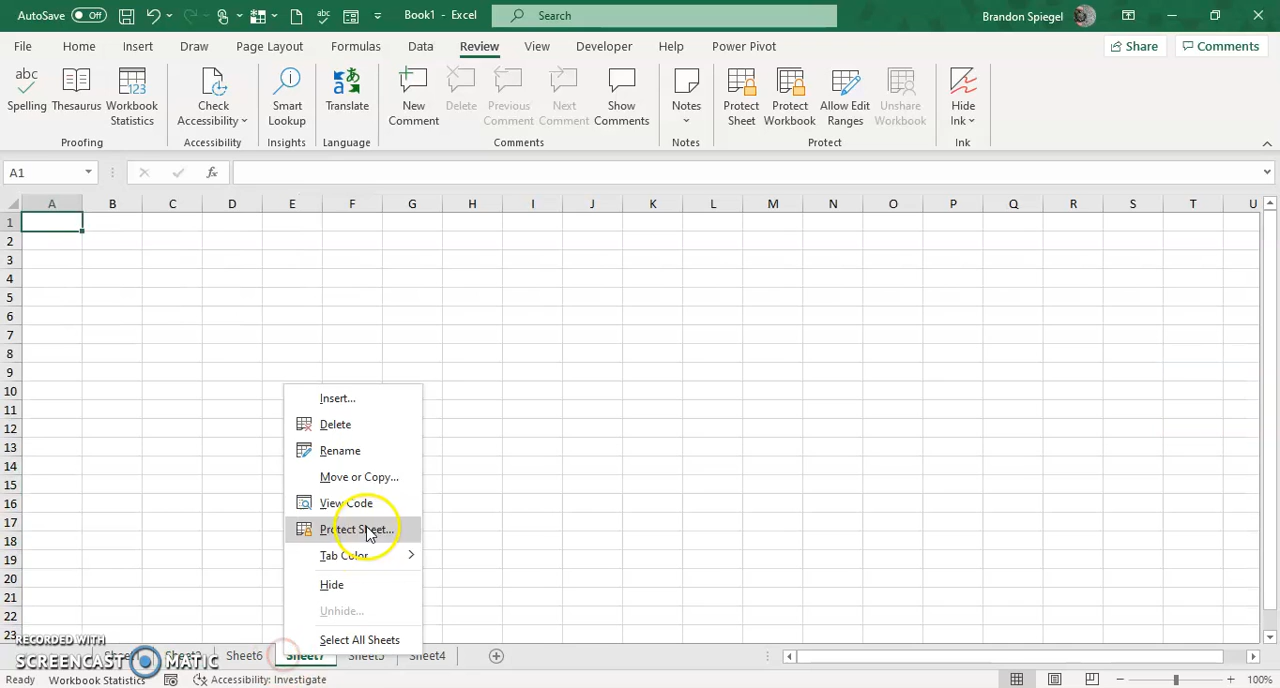 AutoSave Off Book1 - Excel Search Brandon Spiegel
File Home Insert Draw Page Layout Formulas Data Review View Developer Help Power Pivot Share Comments
abc Spelling Thesaurus Workbook Statistics Check Accessibility Smart Lookup Translate New Comment Delete Previous Comment Next Comment Show Comments Notes Protect Sheet Protect Workbook Allow Edit Ranges Unshare Workbook Hide Ink
Proofing Accessibility Insights Language Comments Notes Protect Ink
A1 fx
A B C D E F G H I J K L M N O P Q R S T U
1
2
3
4
5
6
7
8
9
10
11
12
13
14
15
16
17
18
19
20
21
22
23
Insert...
Delete
Rename
Move or Copy...
View Code
Protect Sheet...
Tab Color
Hide
Unhide...
Select All Sheets
RECORDED WITH
SCREENCAST MATIC
Sheet6 Sheet7 Sheet5 Sheet4
Ready Workbook Statistics Accessibility: Investigate 100%